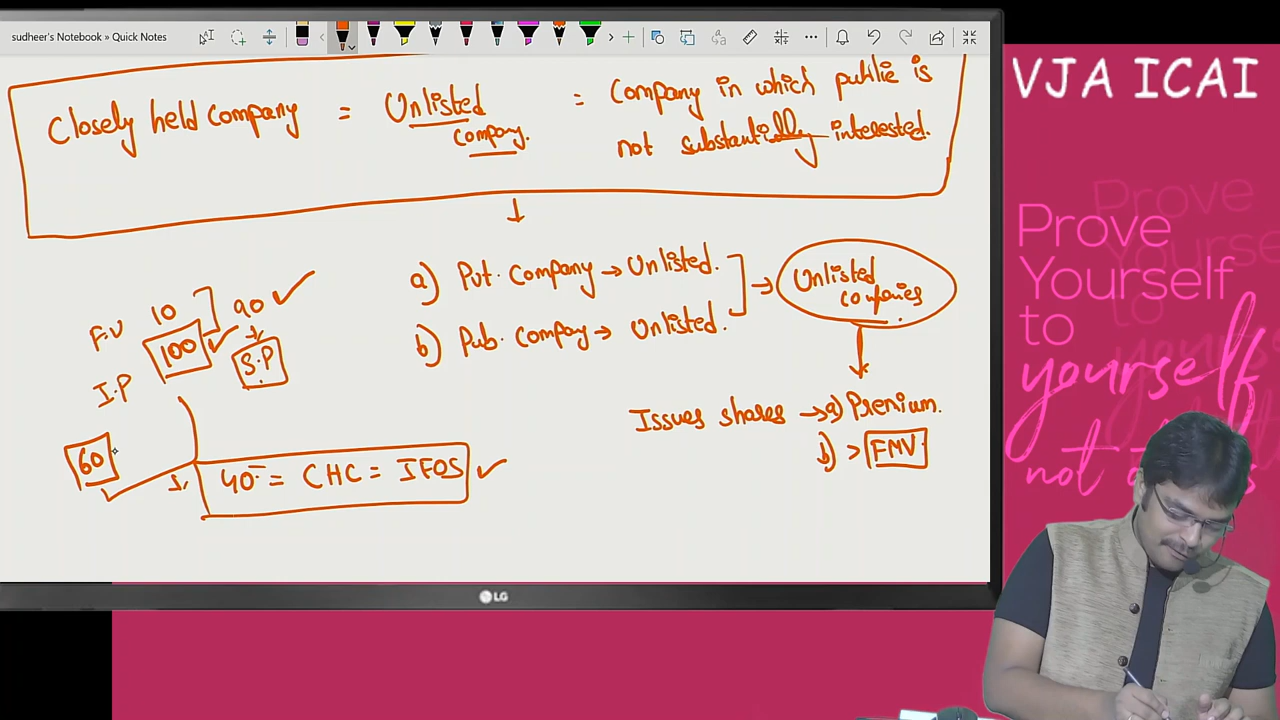 sudheer's Notebook » Quick Notes
Closely held company = Unlisted company. = Company in which public is
not substantially interested.
a) Pvt. Company → Unlisted.
b) Pub. Company → Unlisted.
Unlisted
companies
Issues shares → a) Premium.
b) > FMV
F.V 10
90
I.P 100
S.P
60
40 = CHC = IFOS
LG
VJA ICAI
Prove
Yourself
to
yourself
not